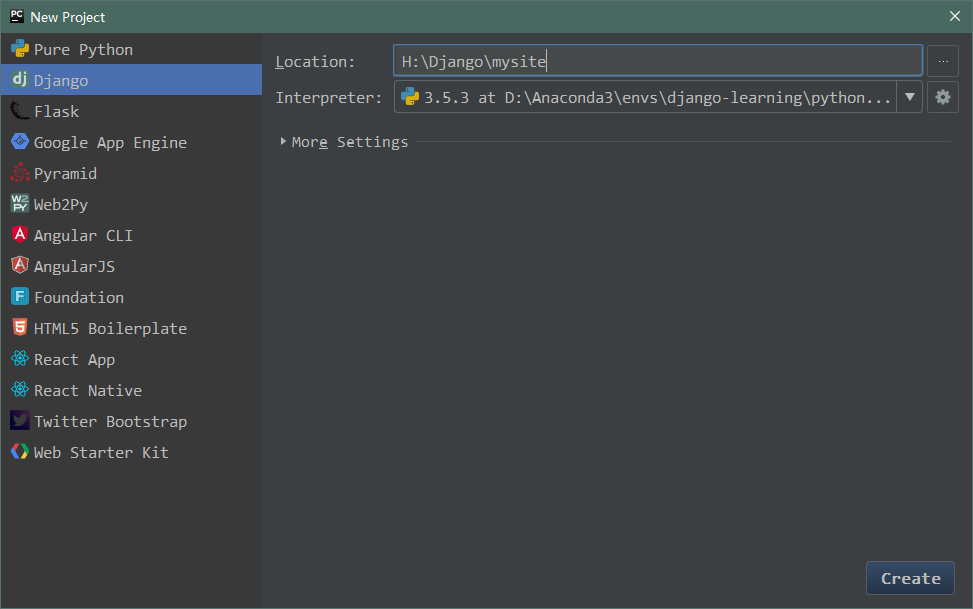 New Project
Pure Python
Django
Flask
Google App Engine
Pyramid
Web2Py
Angular CLI
AngularJS
Foundation
HTML5 Boilerplate
React App
React Native
Twitter Bootstrap
Web Starter Kit
Location: H:\Django\mysite ...
Interpreter: 3.5.3 at D:\Anaconda3\envs\django-learning\python...
More Settings
Create